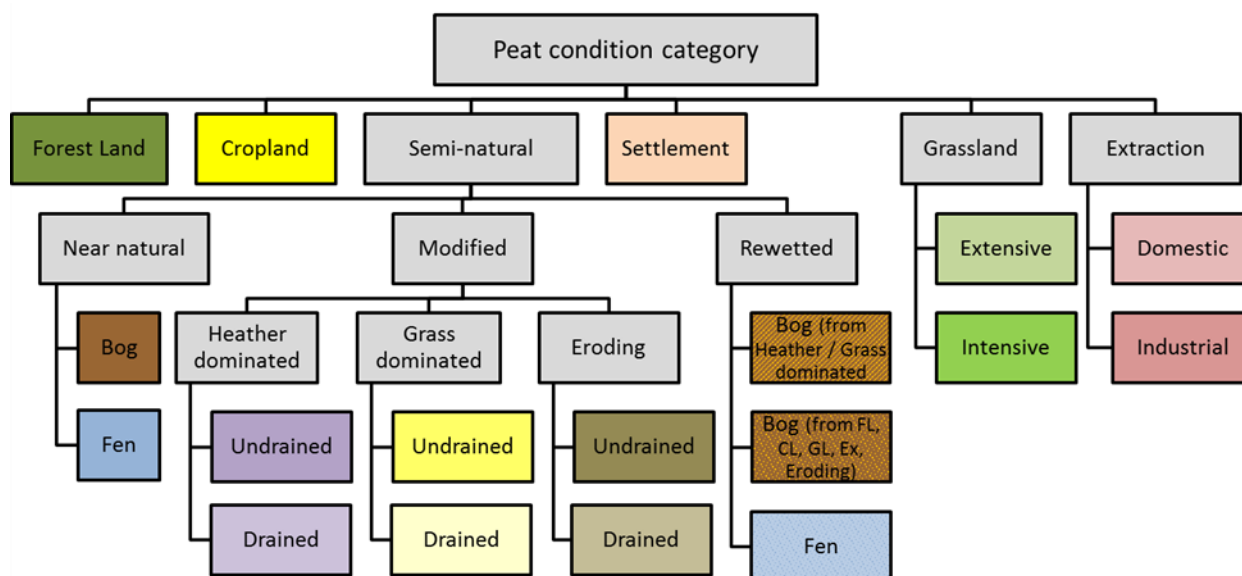 Peat condition category
Forest Land
Cropland
Semi-natural
Settlement
Grassland
Extraction
Near natural
Modified
Rewetted
Extensive
Domestic
Bog
Heather
dominated
Grass
dominated
Eroding
Bog (from
Heather / Grass
dominated
Intensive
Industrial
Fen
Undrained
Undrained
Undrained
Bog (from FL,
CL, GL, Ex,
Eroding)
Drained
Drained
Drained
Fen